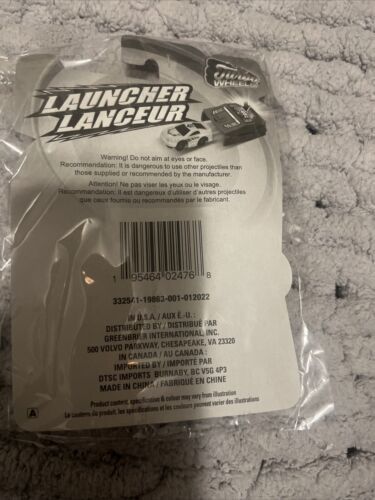 WHEELS
LAUNCHER
LANCEUR
Warning! Do not aim at eyes or face.
Recommendation: It is dangerous to use other projectiles than
those supplied or recommended by the manufacturer.
Attention! Ne pas viser les yeux ou le visage.
Recommandation: Il est dangereux d'utiliser d'autres projectiles
que ceux fournis ou recommandés par le fabricant.
1 95464 02476 8
332541-19863-001-012022
IN U.S.A. / AUX É.-U. :
DISTRIBUTED BY / DISTRIBUÉ PAR
GREENBRIER INTERNATIONAL, INC.
500 VOLVO PARKWAY, CHESAPEAKE, VA 23320
IN CANADA / AU CANADA :
IMPORTED BY / IMPORTÉ PAR
DTSC IMPORTS, BURNABY, BC V5G 4P3
MADE IN CHINA / FABRIQUÉ EN CHINE
A
Product content, specification & colour may vary from illustrations
Le contenu du produit, les spécifications et les couleurs peuvent varier des illustrations